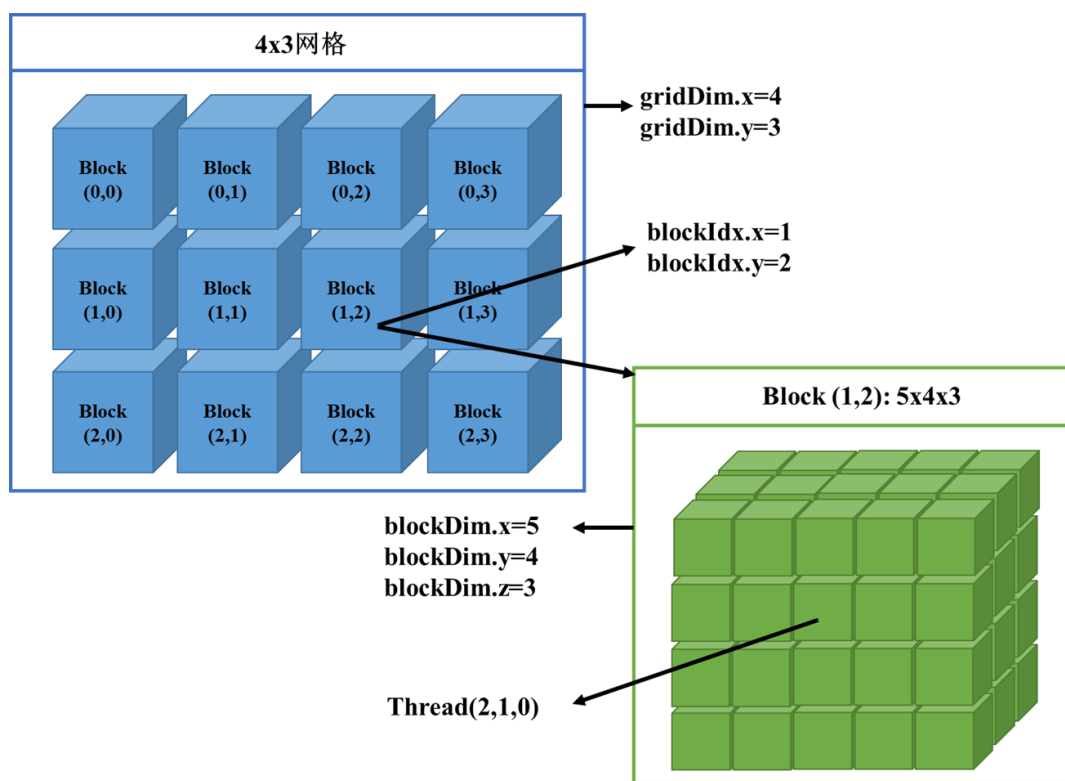 4x3网格
gridDim.x=4
gridDim.y=3
Block
(0,0)
Block
(0,1)
Block
(0,2)
Block
(0,3)
blockIdx.x=1
blockIdx.y=2
Block
(1,0)
Block
(1,1)
Block
(1,2)
Block
(1,3)
Block
(2,0)
Block
(2,1)
Block
(2,2)
Block
(2,3)
Block (1,2): 5x4x3
blockDim.x=5
blockDim.y=4
blockDim.z=3
Thread(2,1,0)